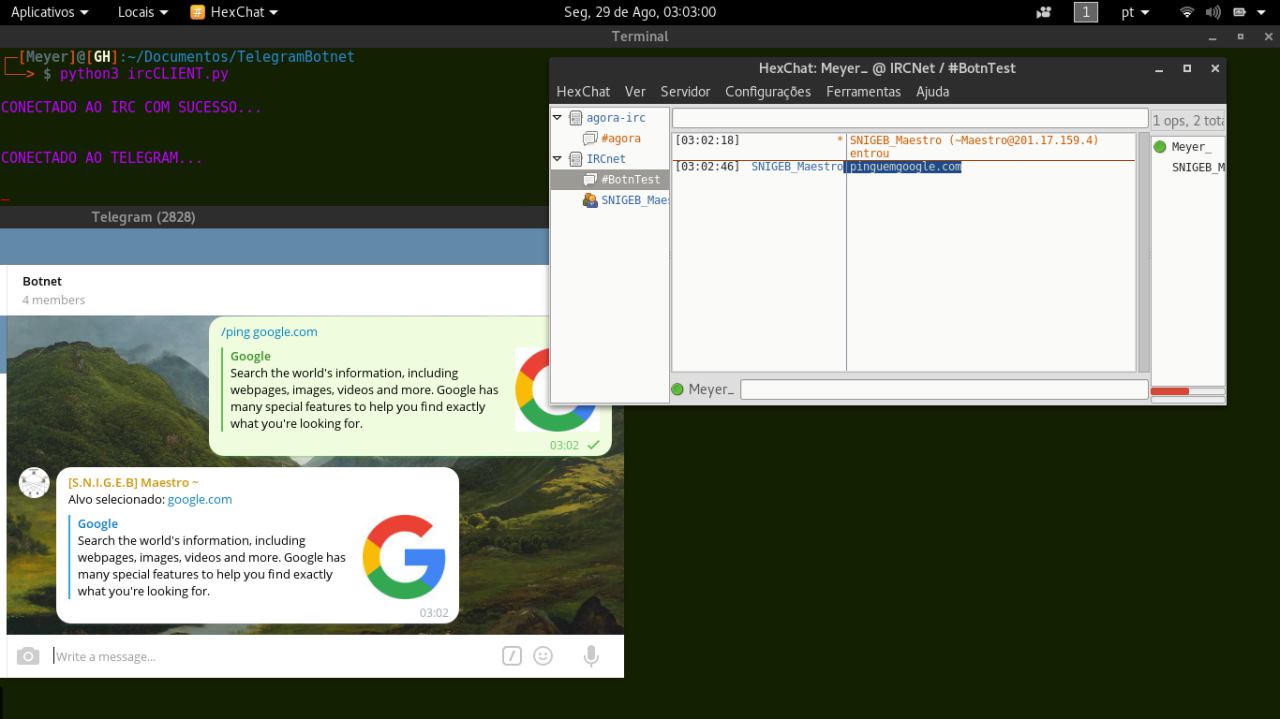 Aplicativos Locais HexChat Seg, 29 de Ago, 03:03:00 1 pt
Terminal
[Meyer]@[GH]:~/Documentos/TelegramBotnet
> $ python3 ircCLIENT.py
CONECTADO AO IRC COM SUCESSO...
CONECTADO AO TELEGRAM...
_
HexChat: Meyer_ @ IRCNet / #BotnTest
HexChat Ver Servidor Configurações Ferramentas Ajuda
agora-irc
#agora
IRCnet
#BotnTest
SNIGEB_Maes
[03:02:18] * SNIGEB_Maestro (~Maestro@201.17.159.4)
entrou
[03:02:46] SNIGEB_Maestro pinguemgoogle.com
1 ops, 2 tota
Meyer_
SNIGEB_M
Meyer_
Telegram (2828)
Botnet
4 members
/ping google.com
Google
Search the world's information, including
webpages, images, videos and more. Google has
many special features to help you find exactly
what you're looking for.
03:02
[S.N.I.G.E.B] Maestro ~
Alvo selecionado: google.com
Google
Search the world's information, including
webpages, images, videos and more. Google has
many special features to help you find exactly
what you're looking for.
03:02
Write a message...